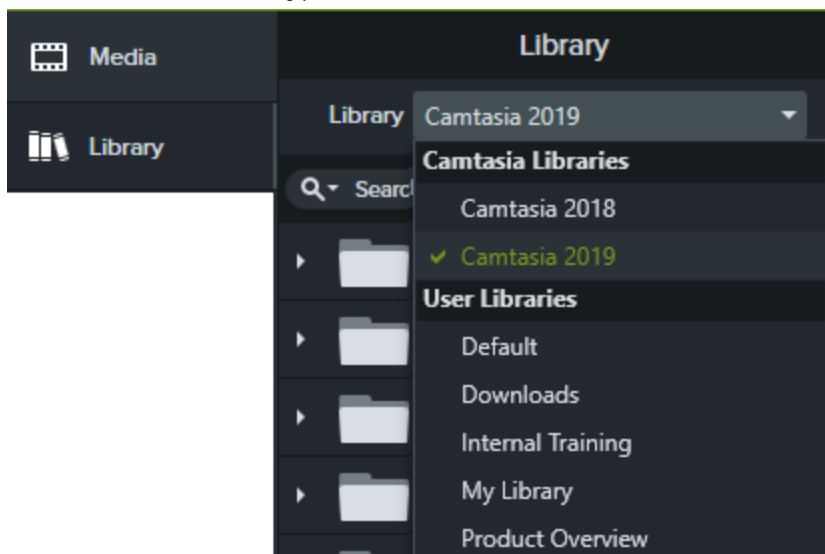 Media
Library
Library
Library Camtasia 2019
Camtasia Libraries
Searc
Camtasia 2018
Camtasia 2019
User Libraries
Default
Downloads
Internal Training
My Library
Product Overview